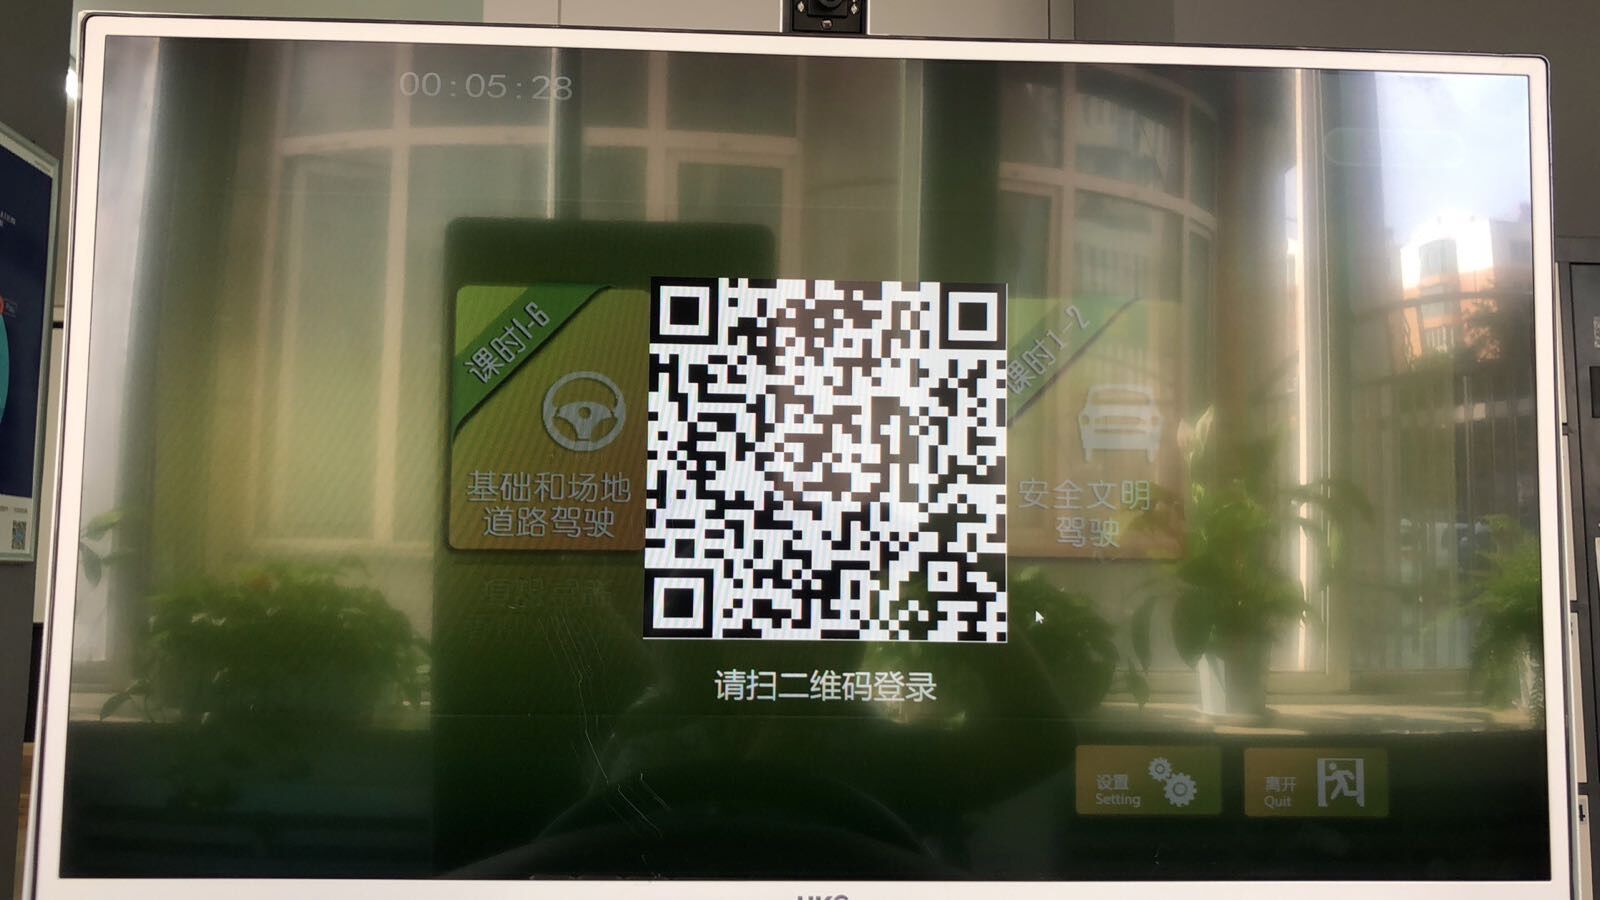 00:05:28
课时1-6
课时1-2
基础和场地
道路驾驶
安全文明
驾驶
请扫二维码登录
设置
Setting
离开
Quit